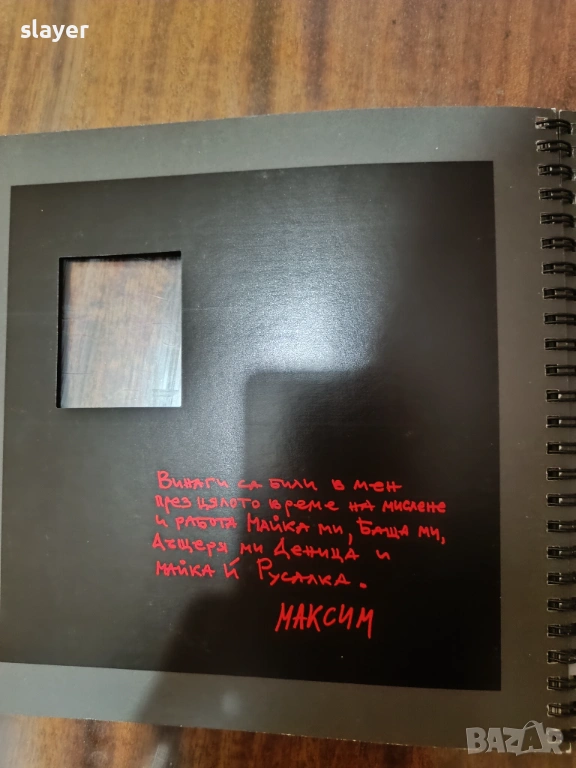 slayer
Винаги са били в мен
през цялото време на мислене
и работа Майка ми, Баща ми,
Дъщеря ми Деница и
майка й Русалка.
МАКСИМ
BAZAR